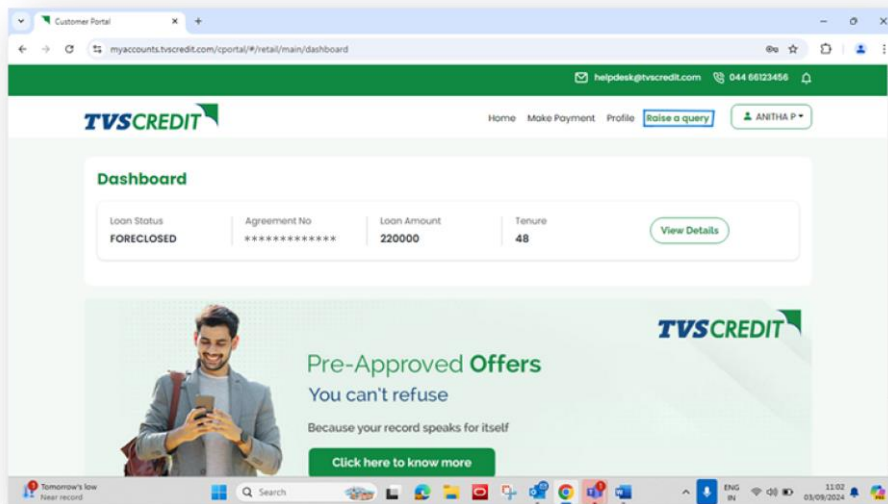 Customer Portal
myaccounts.tvscredit.com/cportal/#/retail/main/dashboard
helpdesk@tvscredit.com 044 66123456
TVS CREDIT
Home Make Payment Profile Raise a query ANITHA P
Dashboard
Loan Status Agreement No Loan Amount Tenure
FORECLOSED ************* 220000 48
View Details
TVS CREDIT
Pre-Approved Offers
You can't refuse
Because your record speaks for itself
Click here to know more
Tomorrow's low
Near record
Search
ENG
IN
11:02
03/09/2024